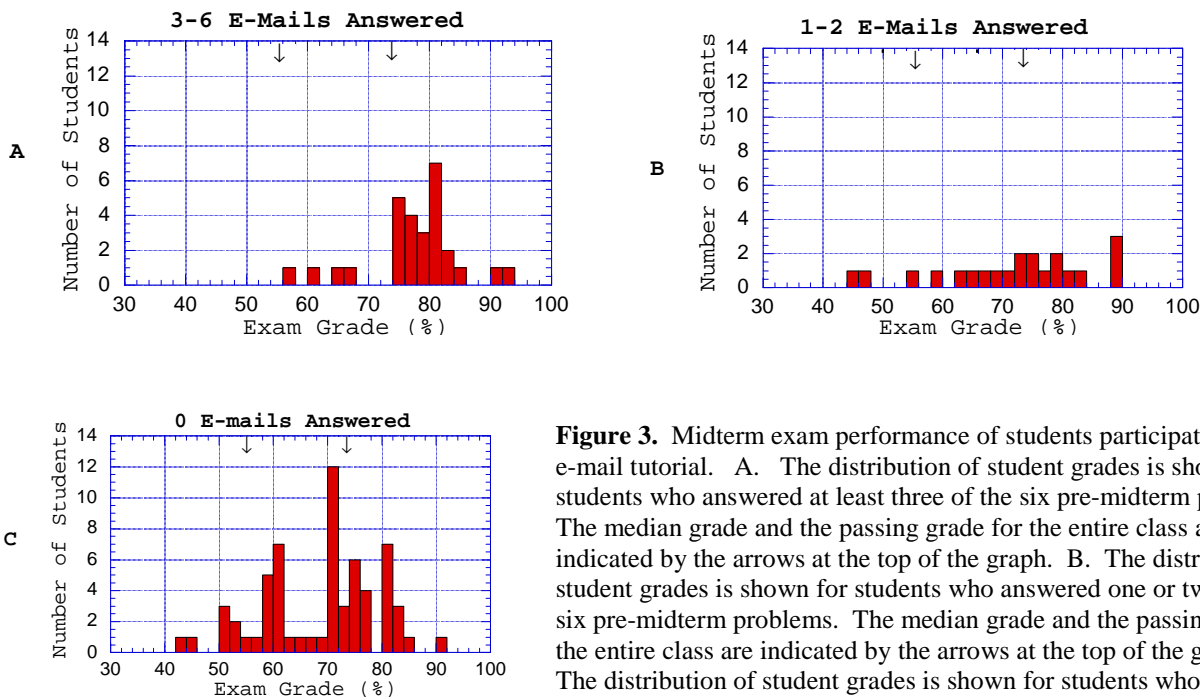 3-6 E-Mails Answered
14
12
10
8
6
4
2
0
Number of Students
30 40 50 60 70 80 90 100
Exam Grade (%)
A
1-2 E-Mails Answered
14
12
10
8
6
4
2
0
Number of Students
30 40 50 60 70 80 90 100
Exam Grade (%)
B
0 E-mails Answered
14
12
10
8
6
4
2
0
Number of Students
30 40 50 60 70 80 90 100
Exam Grade (%)
C
Figure 3. Midterm exam performance of students participat
e-mail tutorial. A. The distribution of student grades is sho
students who answered at least three of the six pre-midterm p
The median grade and the passing grade for the entire class a
indicated by the arrows at the top of the graph. B. The distr
student grades is shown for students who answered one or tw
six pre-midterm problems. The median grade and the passin
the entire class are indicated by the arrows at the top of the g
The distribution of student grades is shown for students who